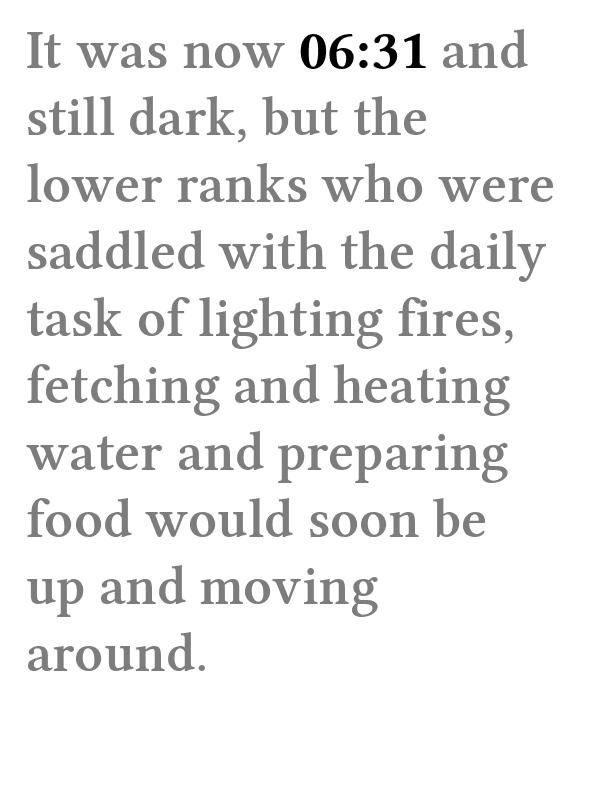 It was now 06:31 and
still dark, but the
lower ranks who were
saddled with the daily
task of lighting fires,
fetching and heating
water and preparing
food would soon be
up and moving
around.